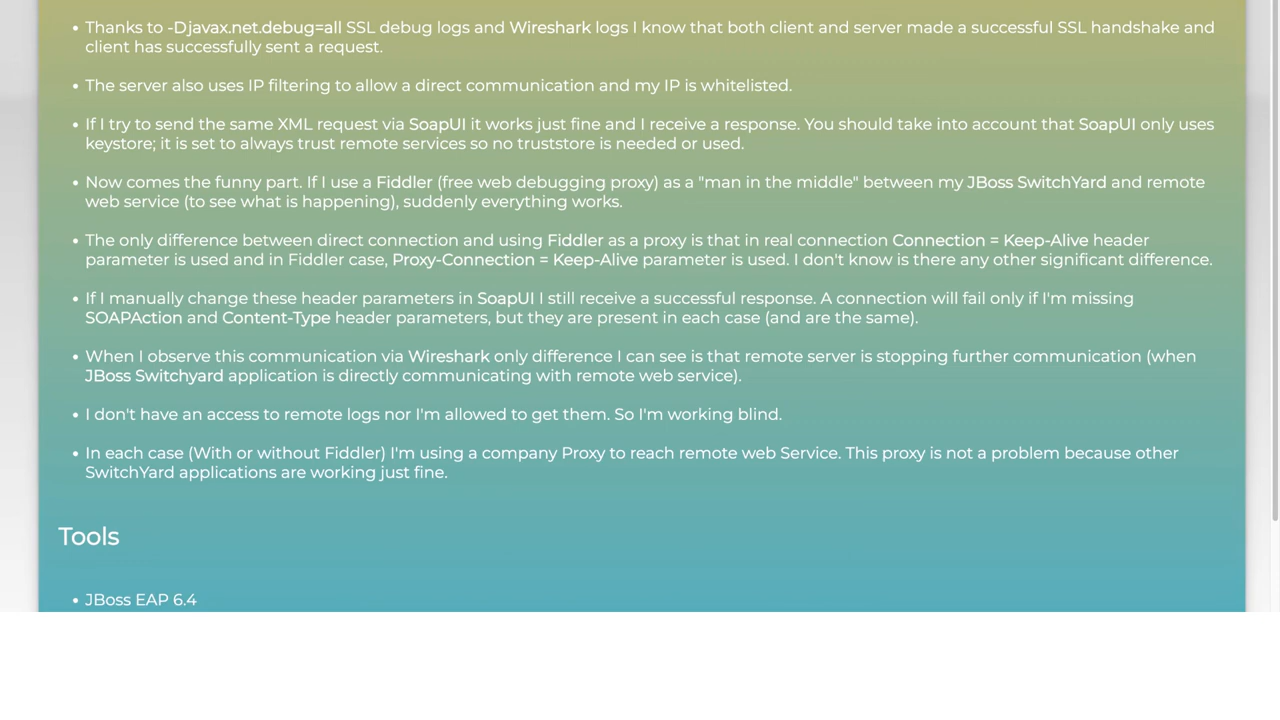 • Thanks to -Djavax.net.debug=all SSL debug logs and Wireshark logs I know that both client and server made a successful SSL handshake and
client has successfully sent a request.
• The server also uses IP filtering to allow a direct communication and my IP is whitelisted.
• If I try to send the same XML request via SoapUI it works just fine and I receive a response. You should take into account that SoapUI only uses
keystore; it is set to always trust remote services so no truststore is needed or used.
• Now comes the funny part. If I use a Fiddler (free web debugging proxy) as a "man in the middle" between my JBoss SwitchYard and remote
web service (to see what is happening), suddenly everything works.
• The only difference between direct connection and using Fiddler as a proxy is that in real connection Connection = Keep-Alive header
parameter is used and in Fiddler case, Proxy-Connection = Keep-Alive parameter is used. I don't know is there any other significant difference.
• If I manually change these header parameters in SoapUI I still receive a successful response. A connection will fail only if I'm missing
SOAPAction and Content-Type header parameters, but they are present in each case (and are the same).
• When I observe this communication via Wireshark only difference I can see is that remote server is stopping further communication (when
JBoss Switchyard application is directly communicating with remote web service).
• I don't have an access to remote logs nor I'm allowed to get them. So I'm working blind.
• In each case (With or without Fiddler) I'm using a company Proxy to reach remote web Service. This proxy is not a problem because other
SwitchYard applications are working just fine.
Tools
• JBoss EAP 6.4